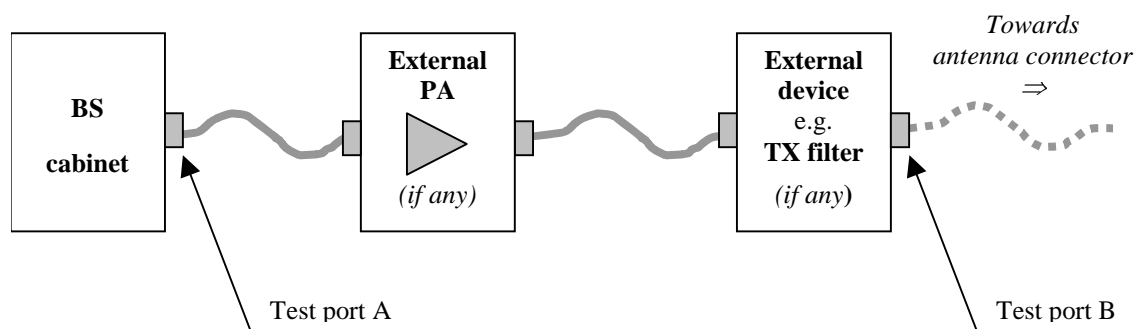 BS
cabinet
External
PA
(if any)
External
device
e.g.
TX filter
(if any)
Towards
antenna connector
⇒
Test port A
Test port B